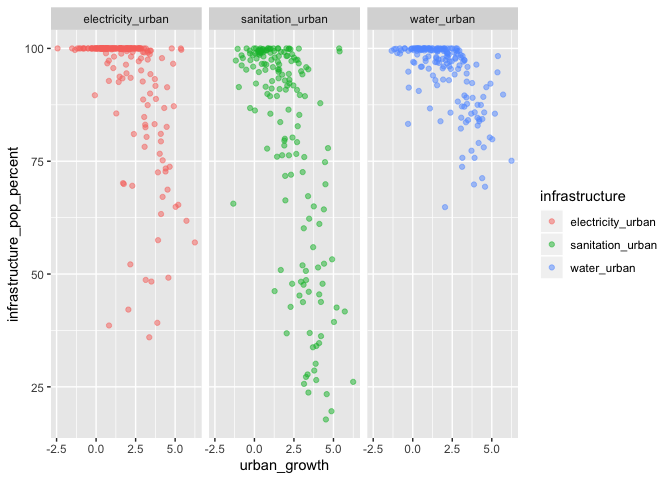 electricity_urban sanitation_urban water_urban
infrastructure_pop_percent
100
75
50
25
-2.5 0.0 2.5 5.0 -2.5 0.0 2.5 5.0 -2.5 0.0 2.5 5.0
urban_growth
infrastructure
electricity_urban
sanitation_urban
water_urban